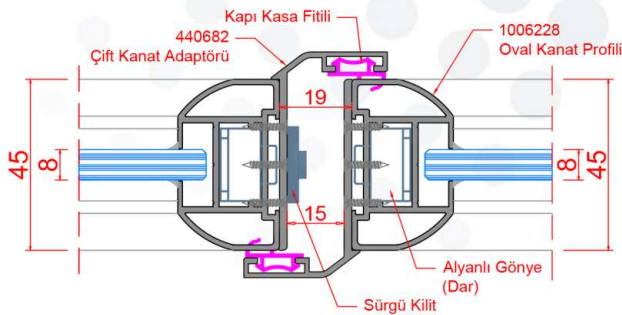 Kapı Kasa Fitili
440682
Çift Kanat Adaptörü
1006228
Oval Kanat Profili
19
45
8
8
45
15
Alyanlı Gönye
(Dar)
Sürgü Kilit